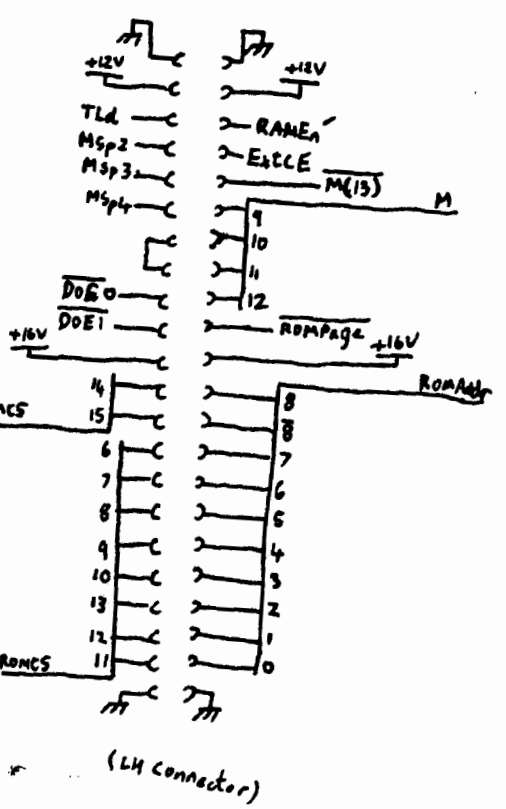 +12V +12V
TLd RAMEn
MSp2 ExtCE
MSp3 M(13)
MSp4 M
9
10
11
DOE0 12
DOE1 ROMPage
+16V +16V
14 8 ROMAddr
15 8
6 7
7 6
8 5
9 4
10 3
13 2
12 1
11 0
ROMCS
(LH Connector)